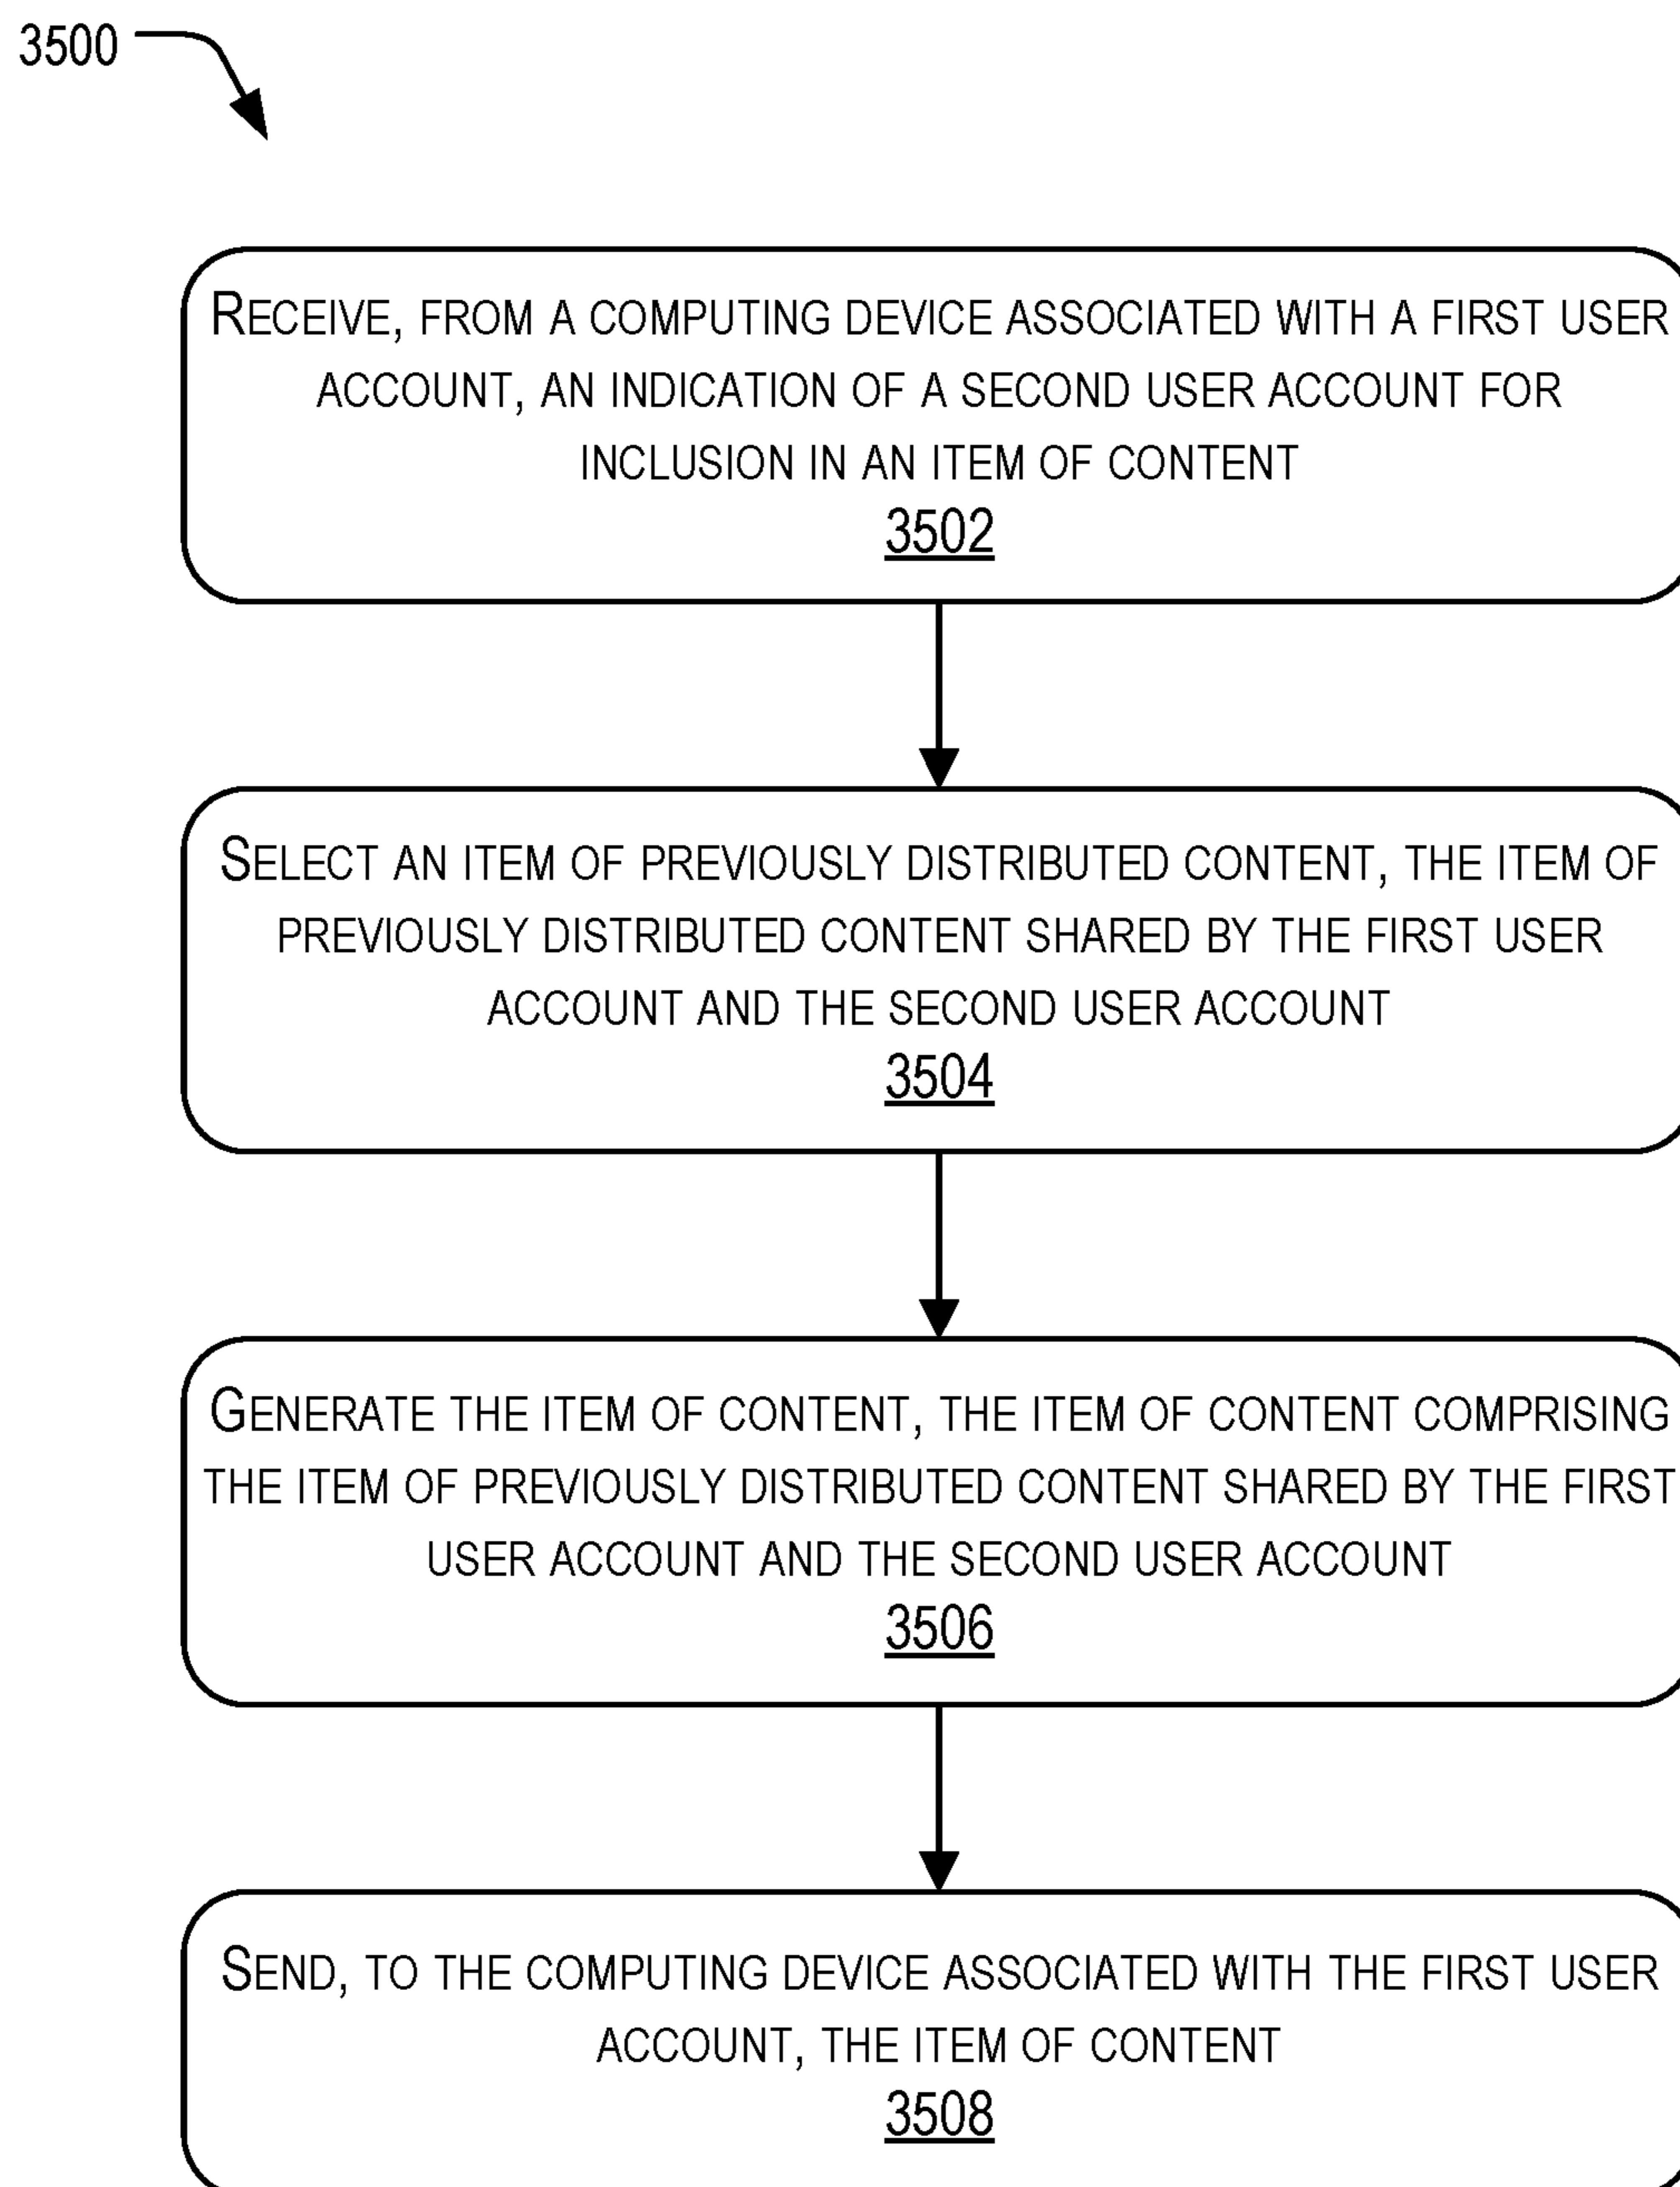 3500
RECEIVE, FROM A COMPUTING DEVICE ASSOCIATED WITH A FIRST USER
ACCOUNT, AN INDICATION OF A SECOND USER ACCOUNT FOR
INCLUSION IN AN ITEM OF CONTENT
3502
SELECT AN ITEM OF PREVIOUSLY DISTRIBUTED CONTENT, THE ITEM OF
PREVIOUSLY DISTRIBUTED CONTENT SHARED BY THE FIRST USER
ACCOUNT AND THE SECOND USER ACCOUNT
3504
GENERATE THE ITEM OF CONTENT, THE ITEM OF CONTENT COMPRISING
THE ITEM OF PREVIOUSLY DISTRIBUTED CONTENT SHARED BY THE FIRST
USER ACCOUNT AND THE SECOND USER ACCOUNT
3506
SEND, TO THE COMPUTING DEVICE ASSOCIATED WITH THE FIRST USER
ACCOUNT, THE ITEM OF CONTENT
3508